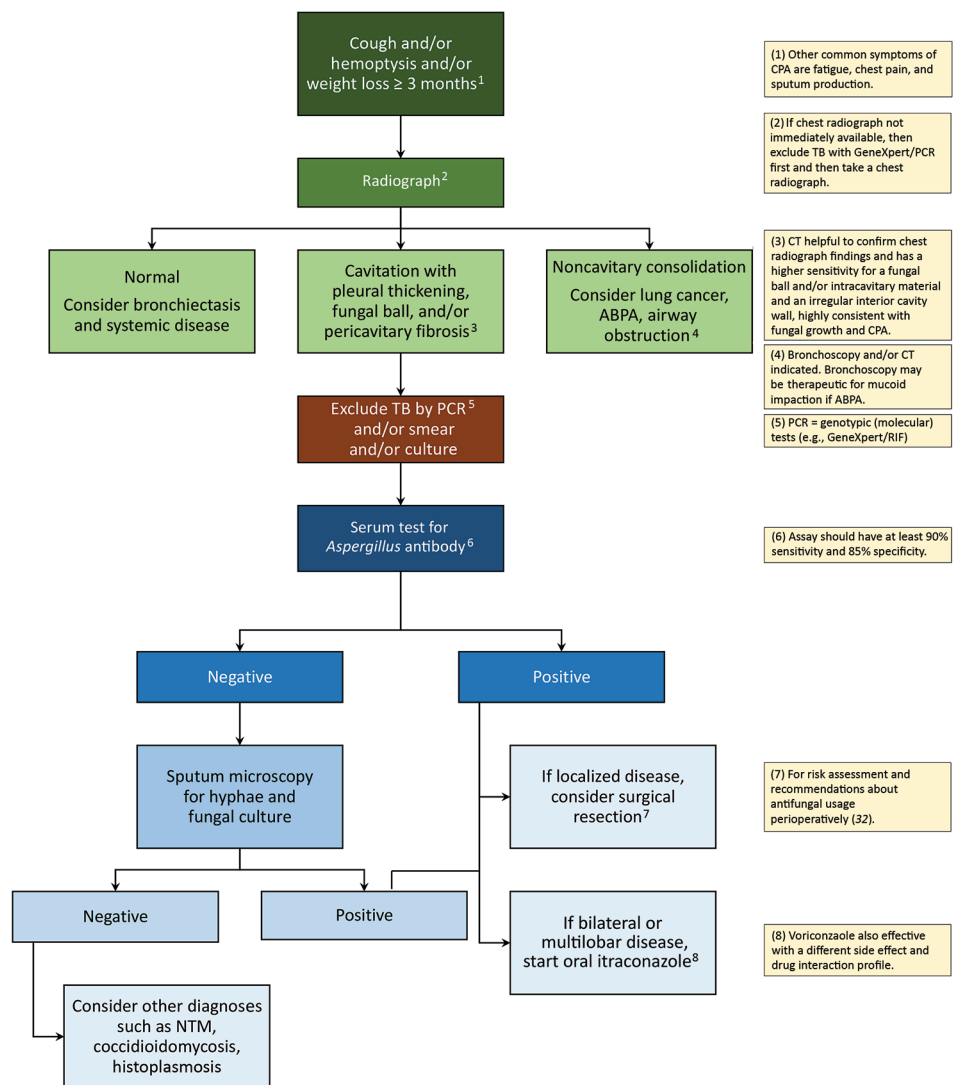 Cough and/or
hemoptysis and/or
weight loss ≥ 3 months¹
(1) Other common symptoms of
CPA are fatigue, chest pain, and
sputum production.
Radiograph²
(2) If chest radiograph not
immediately available, then
exclude TB with GeneXpert/PCR
first and then take a chest
radiograph.
Normal
Consider bronchiectasis
and systemic disease
Cavitation with
pleural thickening,
fungal ball, and/or
pericavitary fibrosis³
Noncavitary consolidation
Consider lung cancer,
ABPA, airway
obstruction⁴
(3) CT helpful to confirm chest
radiograph findings and has a
higher sensitivity for a fungal
ball and/or intracavitary material
and an irregular interior cavity
wall, highly consistent with
fungal growth and CPA.
(4) Bronchoscopy and/or CT
indicated. Bronchoscopy may
be therapeutic for mucoid
impaction if ABPA.
Exclude TB by PCR⁵
and/or smear
and/or culture
(5) PCR = genotypic (molecular)
tests (e.g., GeneXpert/RIF)
Serum test for
Aspergillus antibody⁶
(6) Assay should have at least 90%
sensitivity and 85% specificity.
Negative
Positive
Sputum microscopy
for hyphae and
fungal culture
If localized disease,
consider surgical
resection⁷
(7) For risk assessment and
recommendations about
antifungal usage
perioperatively (32).
Negative
Positive
If bilateral or
multilobar disease,
start oral itraconazole⁸
(8) Voriconzaole also effective
with a different side effect and
drug interaction profile.
Consider other diagnoses
such as NTM,
coccidioidomycosis,
histoplasmosis